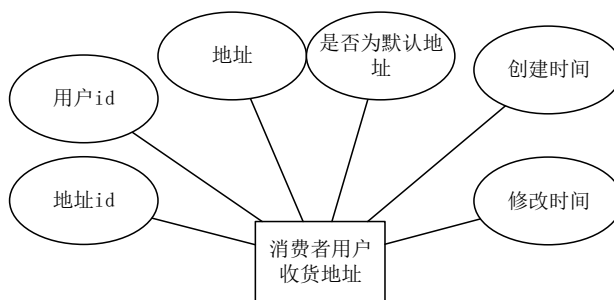 地址
是否为默认地
址
创建时间
用户id
地址id
修改时间
消费者用户
收货地址